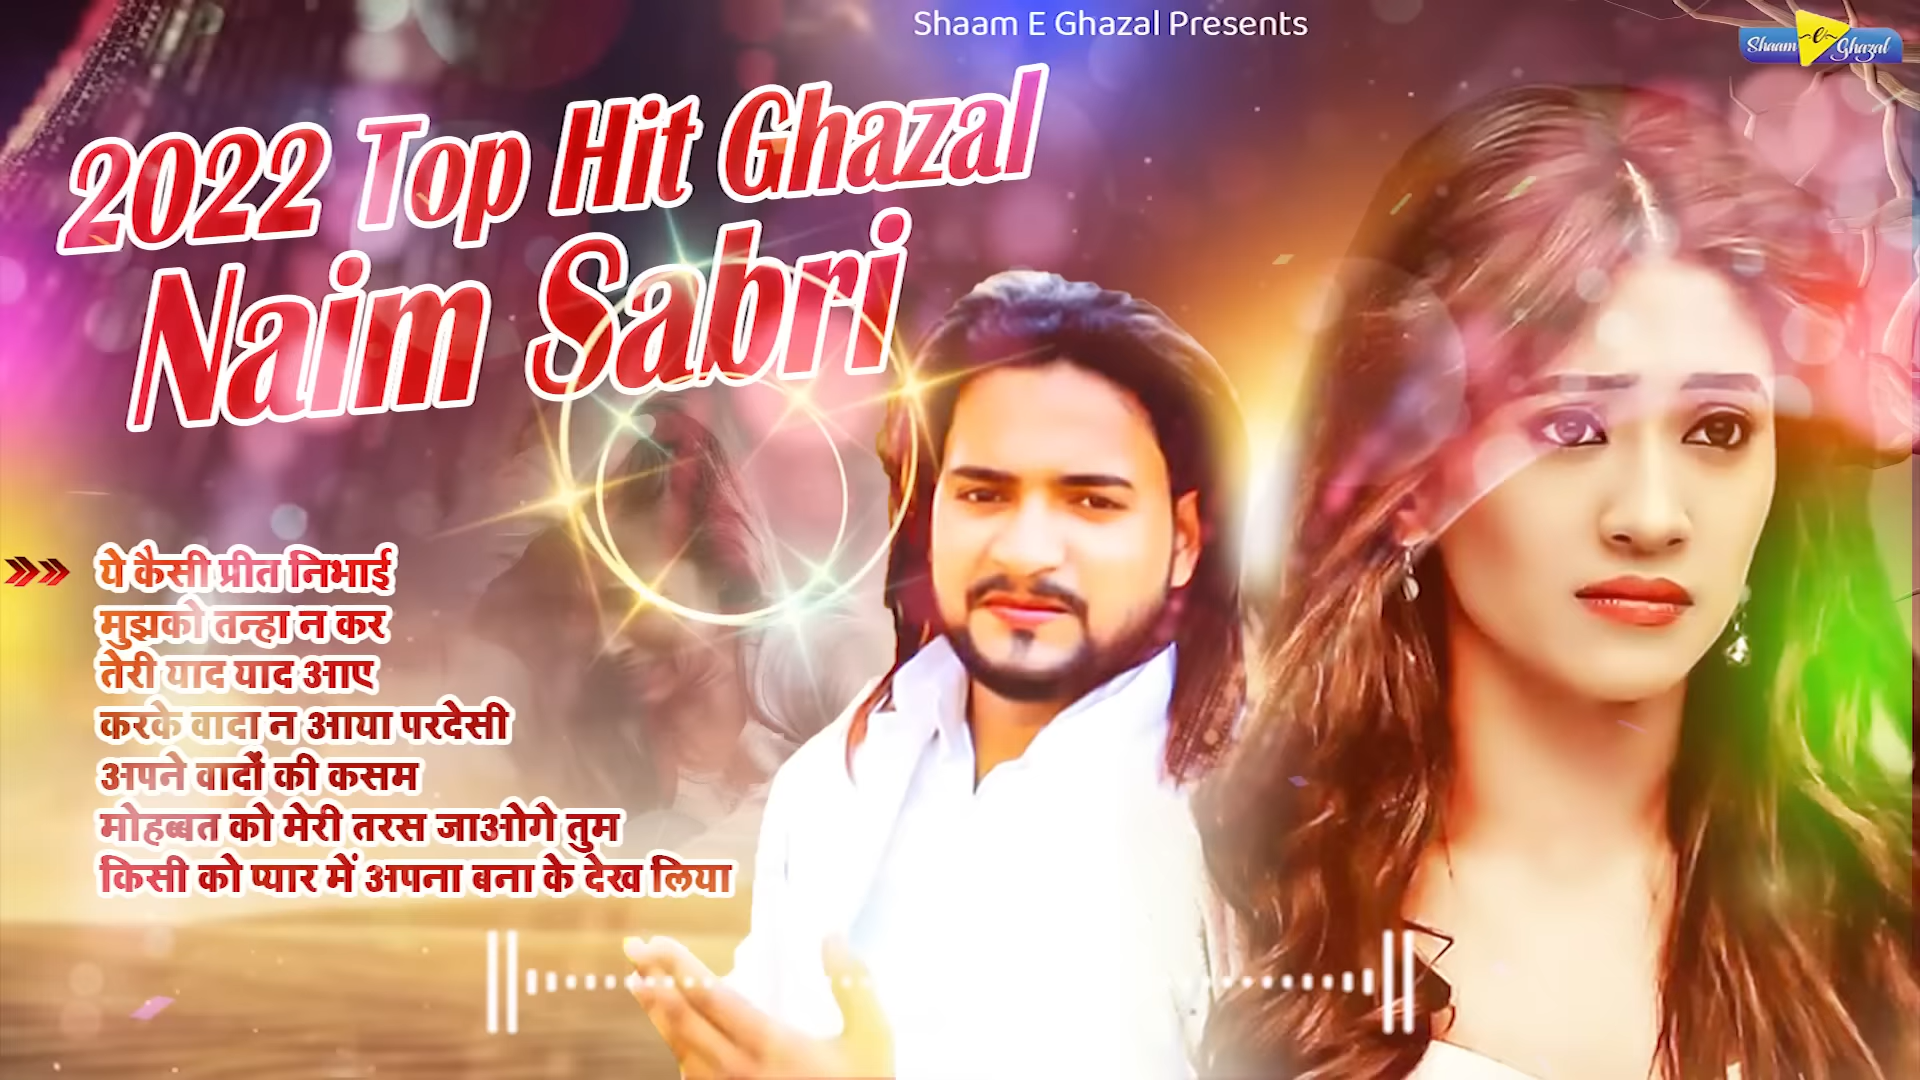 Shaam E Ghazal Presents
Shaam e Ghazal
2022 Top Hit Ghazal
Naim Sabri
ये कैसी प्रीत निभाई
मुझको तन्हा न कर
तेरी याद याद आए
करके वादा न आया परदेसी
अपने वादों की कसम
मोहब्बत को मेरी तरस जाओगे तुम
किसी को प्यार में अपना बना के देख लिया